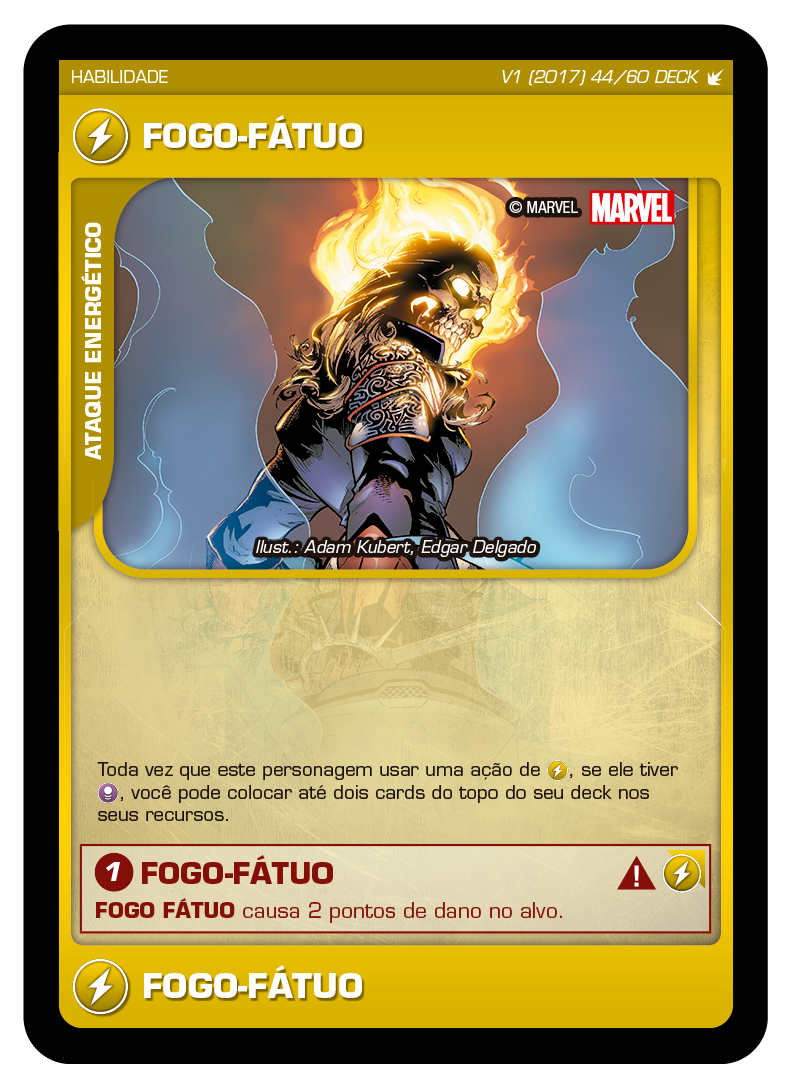 HABILIDADE
V1 (2017) 44/60 DECK
FOGO-FÁTUO
© MARVEL MARVEL
ATAQUE ENERGÉTICO
Ilust.: Adam Kubert, Edgar Delgado
Toda vez que este personagem usar uma ação de , se ele tiver
, você pode colocar até dois cards do topo do seu deck nos
seus recursos.
1 FOGO-FÁTUO !
FOGO FÁTUO causa 2 pontos de dano no alvo.
FOGO-FÁTUO